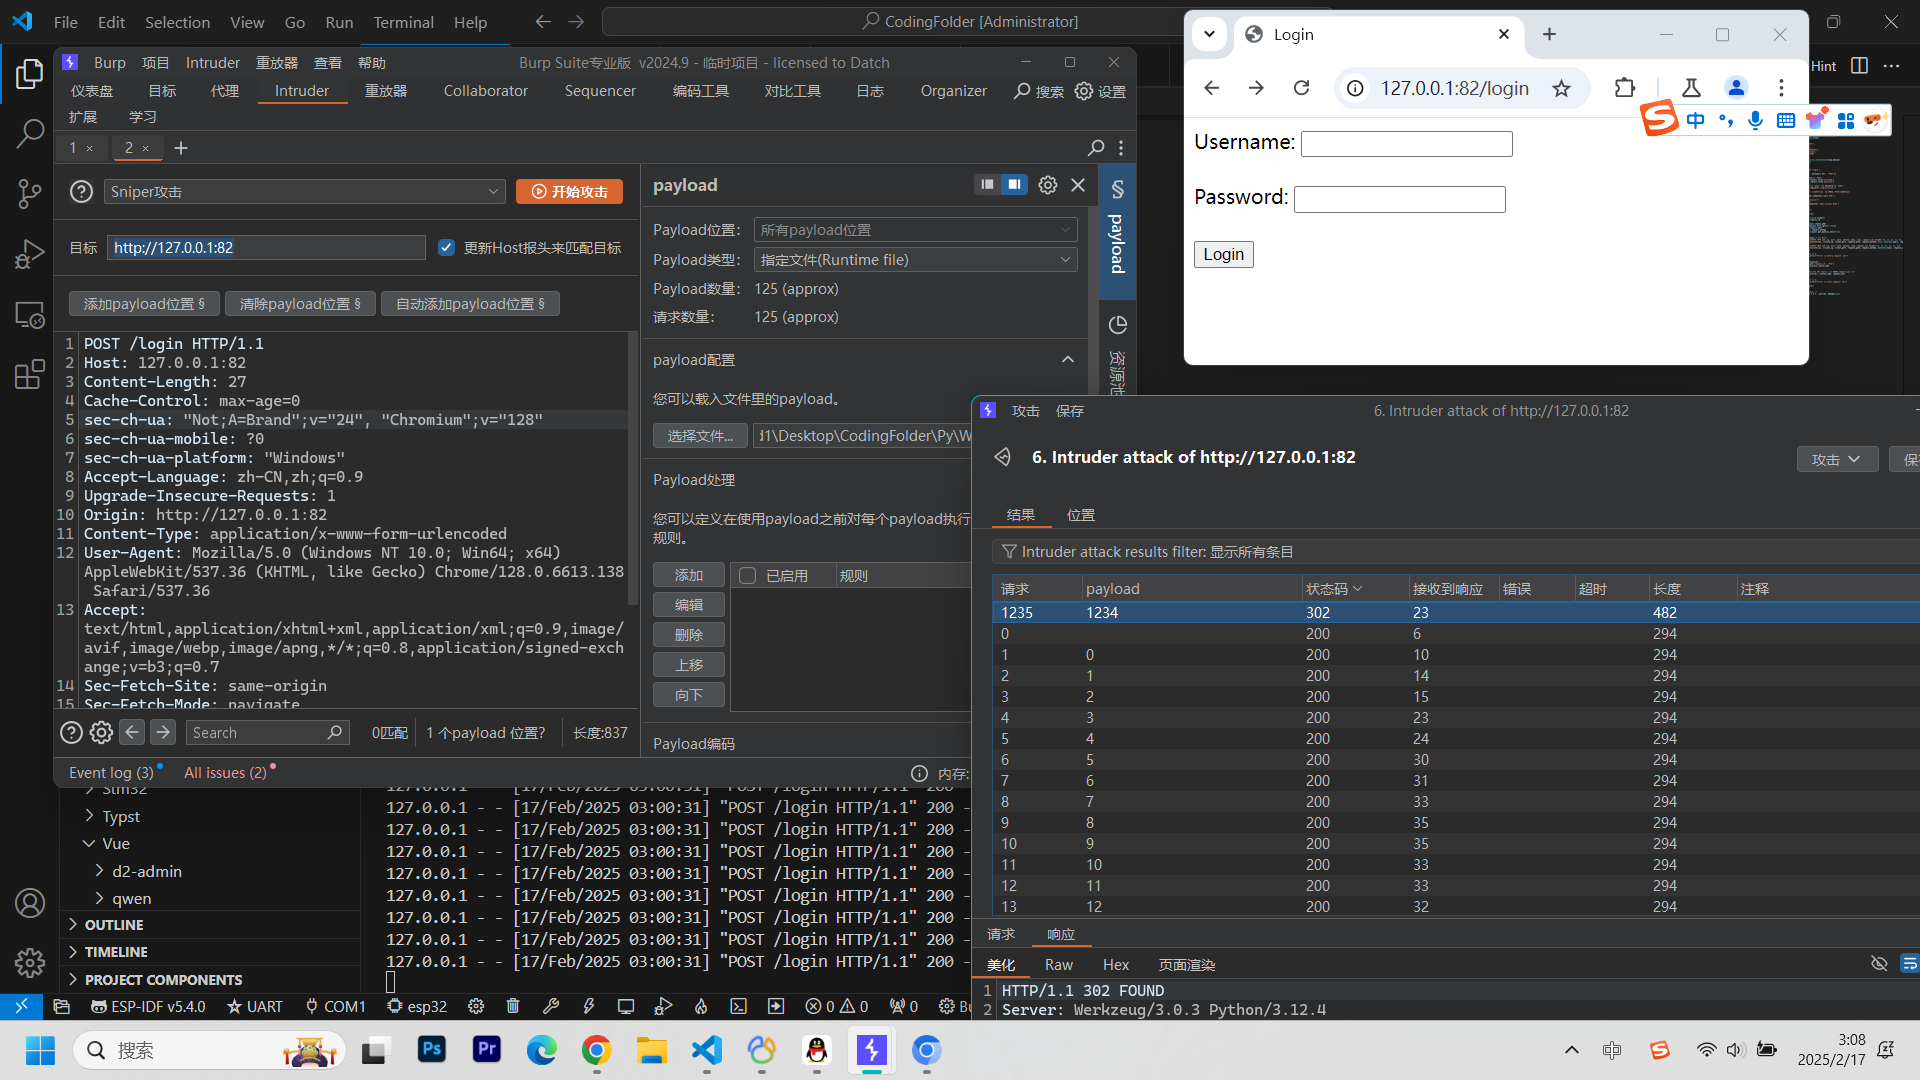 File Edit Selection View Go Run Terminal Help
CodingFolder [Administrator]
Hint
Burp 项目 Intruder 重放器 查看 帮助
Burp Suite专业版 v2024.9 - 临时项目 - licensed to Datch
仪表盘 目标 代理 Intruder 重放器 Collaborator Sequencer 编码工具 对比工具 日志 Organizer 搜索 设置
扩展 学习
1 × 2 × +
Sniper攻击
开始攻击
目标 http://127.0.0.1:82 更新Host报头来匹配目标
添加payload位置 § 清除payload位置 § 自动添加payload位置 §
1 POST /login HTTP/1.1
2 Host: 127.0.0.1:82
3 Content-Length: 27
4 Cache-Control: max-age=0
5 sec-ch-ua: "Not;A=Brand";v="24", "Chromium";v="128"
6 sec-ch-ua-mobile: ?0
7 sec-ch-ua-platform: "Windows"
8 Accept-Language: zh-CN,zh;q=0.9
9 Upgrade-Insecure-Requests: 1
10 Origin: http://127.0.0.1:82
11 Content-Type: application/x-www-form-urlencoded
12 User-Agent: Mozilla/5.0 (Windows NT 10.0; Win64; x64)
AppleWebKit/537.36 (KHTML, like Gecko) Chrome/128.0.6613.138
Safari/537.36
13 Accept:
text/html,application/xhtml+xml,application/xml;q=0.9,image/
avif,image/webp,image/apng,*/*;q=0.8,application/signed-exch
ange;v=b3;q=0.7
14 Sec-Fetch-Site: same-origin
15 Sec-Fetch-Mode: navigate
Search 0匹配 1 个payload 位置? 长度:837
Event log (3) All issues (2) 内存:
payload
Payload位置: 所有payload位置
Payload类型: 指定文件(Runtime file)
Payload数量: 125 (approx)
请求数量: 125 (approx)
payload配置
您可以载入文件里的payload。
选择文件... l1\Desktop\CodingFolder\Py\W
Payload处理
您可以定义在使用payload之前对每个payload执行
规则。
添加 已启用 规则
编辑
删除
上移
向下
Payload编码
§ payload
资源池
Login
127.0.0.1:82/login
中
Username:
Password:
Login
攻击 保存 6. Intruder attack of http://127.0.0.1:82
6. Intruder attack of http://127.0.0.1:82
攻击 保
结果 位置
Intruder attack results filter: 显示所有条目
请求 payload 状态码 接收到响应 错误 超时 长度 注释
1235 1234 302 23 482
0 200 6 294
1 0 200 10 294
2 1 200 14 294
3 2 200 15 294
4 3 200 23 294
5 4 200 24 294
6 5 200 30 294
7 6 200 31 294
8 7 200 33 294
9 8 200 35 294
10 9 200 35 294
11 10 200 33 294
12 11 200 33 294
13 12 200 32 294
请求 响应
美化 Raw Hex 页面渲染
1 HTTP/1.1 302 FOUND
2 Server: Werkzeug/3.0.3 Python/3.12.4
Stm32
Typst
Vue
d2-admin
qwen
OUTLINE
TIMELINE
PROJECT COMPONENTS
127.0.0.1 - - [17/Feb/2025 03:00:31] "POST /login HTTP/1.1" 200 -
127.0.0.1 - - [17/Feb/2025 03:00:31] "POST /login HTTP/1.1" 200 -
127.0.0.1 - - [17/Feb/2025 03:00:31] "POST /login HTTP/1.1" 200 -
127.0.0.1 - - [17/Feb/2025 03:00:31] "POST /login HTTP/1.1" 200 -
127.0.0.1 - - [17/Feb/2025 03:00:31] "POST /login HTTP/1.1" 200 -
127.0.0.1 - - [17/Feb/2025 03:00:31] "POST /login HTTP/1.1" 200 -
127.0.0.1 - - [17/Feb/2025 03:00:31] "POST /login HTTP/1.1" 200 -
127.0.0.1 - - [17/Feb/2025 03:00:31] "POST /login HTTP/1.1" 200 -
127.0.0.1 - - [17/Feb/2025 03:00:31] "POST /login HTTP/1.1" 200 -
ESP-IDF v5.4.0 UART COM1 esp32 0 0 0 Bu
搜索
Ps Pr
中
3:08
2025/2/17